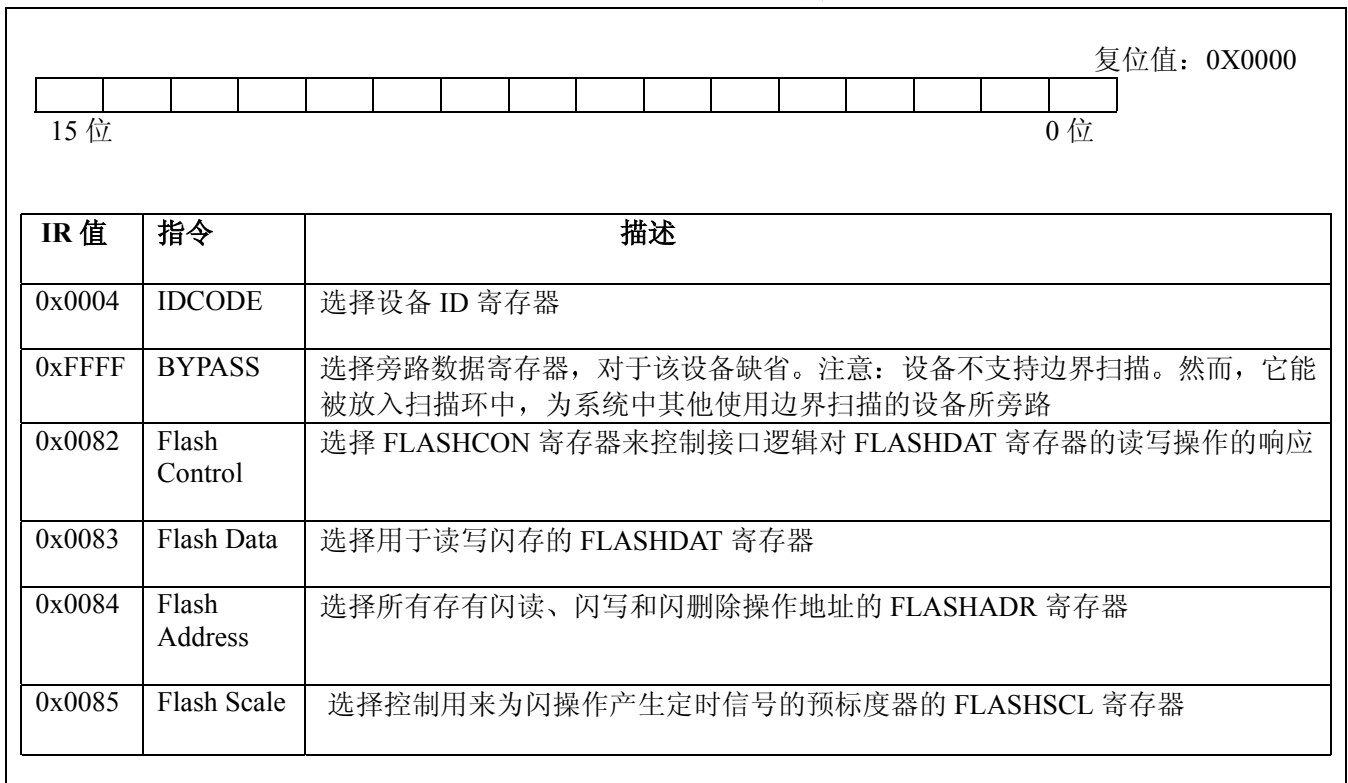 复位值：0X0000
15 位 0 位
IR 值 指令 描述
0x0004 IDCODE 选择设备 ID 寄存器
0xFFFF BYPASS 选择旁路数据寄存器，对于该设备缺省。注意：设备不支持边界扫描。然而，它能
被放入扫描环中，为系统中其他使用边界扫描的设备所旁路
0x0082 Flash 选择 FLASHCON 寄存器来控制接口逻辑对 FLASHDAT 寄存器的读写操作的响应
Control
0x0083 Flash Data 选择用于读写闪存的 FLASHDAT 寄存器
0x0084 Flash 选择所有存有闪读、闪写和闪删除操作地址的 FLASHADR 寄存器
Address
0x0085 Flash Scale 选择控制用来为闪操作产生定时信号的预标度器的 FLASHSCL 寄存器